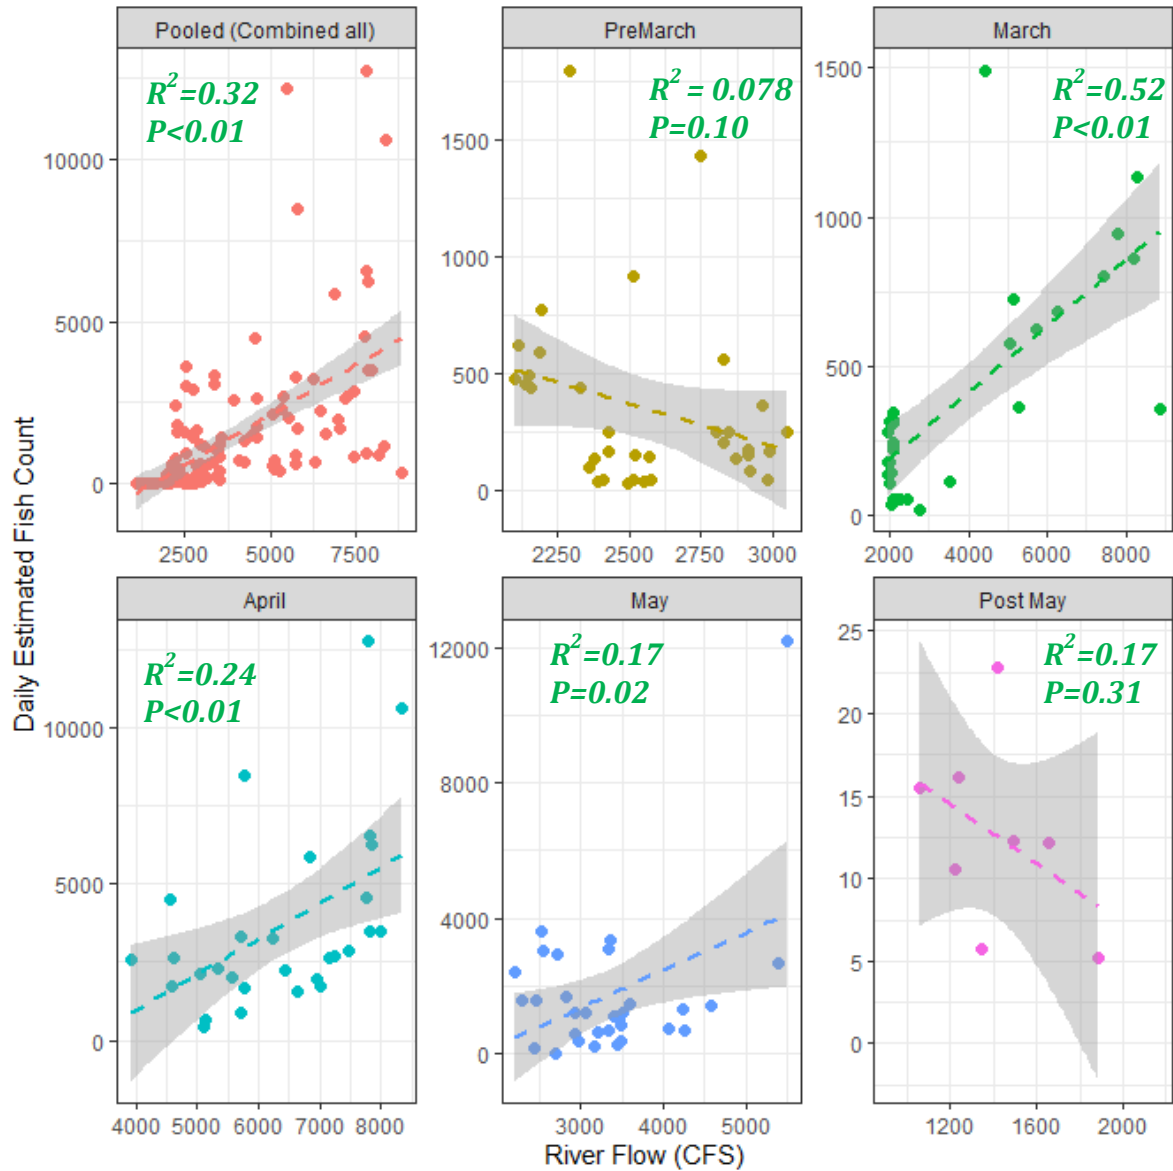 Pooled (Combined all)
R²=0.32
P<0.01
10000
5000
0
2500 5000 7500
PreMarch
R² = 0.078
P=0.10
1500
1000
500
0
2250 2500 2750 3000
March
R²=0.52
P<0.01
1500
1000
500
0
2000 4000 6000 8000
April
R²=0.24
P<0.01
10000
5000
0
4000 5000 6000 7000 8000
May
R²=0.17
P=0.02
12000
8000
4000
0
3000 4000 5000
Post May
R²=0.17
P=0.31
25
20
15
10
5
0
1200 1600 2000
Daily Estimated Fish Count
River Flow (CFS)